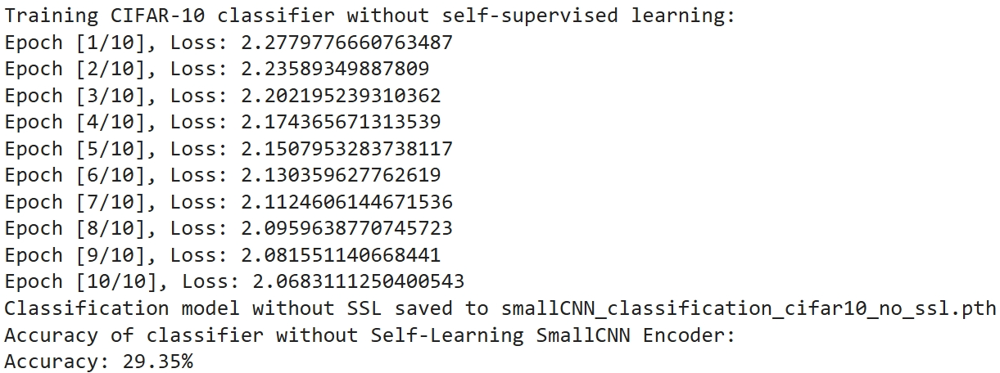 Training CIFAR-10 classifier without self-supervised learning:
Epoch [1/10], Loss: 2.2779776660763487
Epoch [2/10], Loss: 2.23589349887809
Epoch [3/10], Loss: 2.202195239310362
Epoch [4/10], Loss: 2.174365671313539
Epoch [5/10], Loss: 2.1507953283738117
Epoch [6/10], Loss: 2.130359627762619
Epoch [7/10], Loss: 2.1124606144671536
Epoch [8/10], Loss: 2.0959638770745723
Epoch [9/10], Loss: 2.081551140668441
Epoch [10/10], Loss: 2.0683111250400543
Classification model without SSL saved to smallCNN_classification_cifar10_no_ssl.pth
Accuracy of classifier without Self-Learning SmallCNN Encoder:
Accuracy: 29.35%